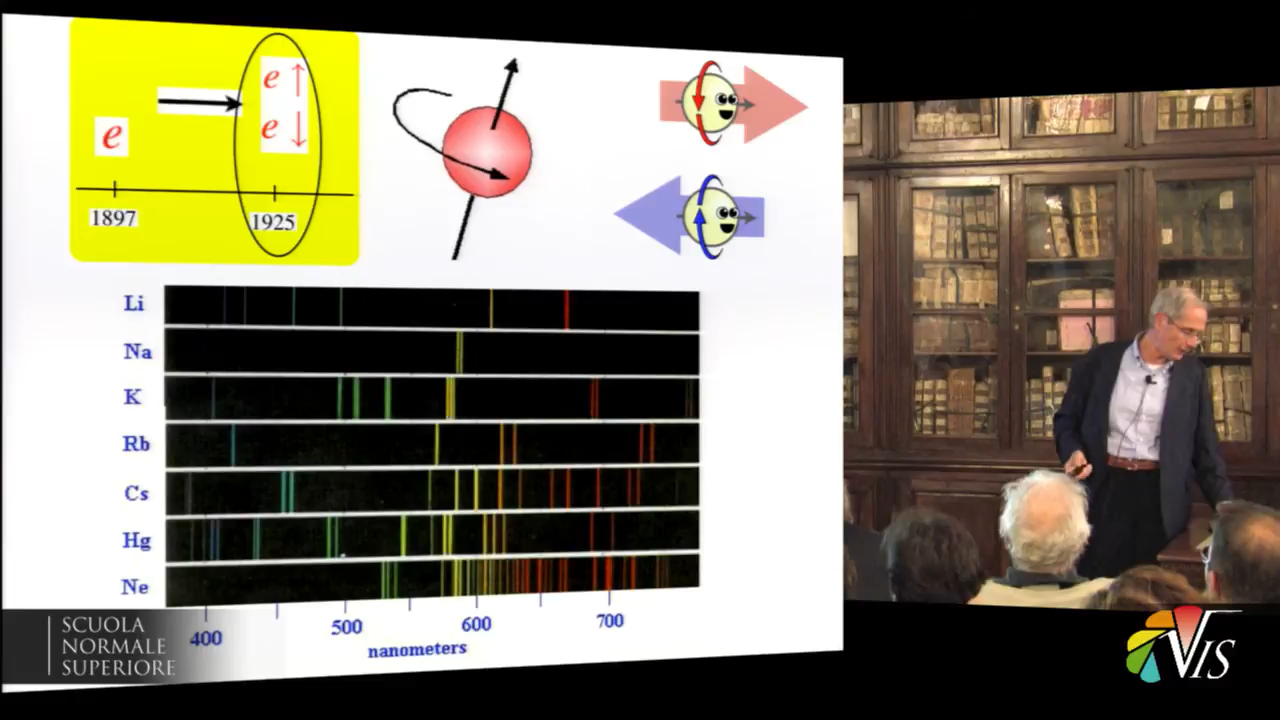 e
e ↑
e ↓
1897
1925
Li
Na
K
Rb
Cs
Hg
Ne
400
500
600
700
nanometers
SCUOLA
NORMALE
SUPERIORE
VIS